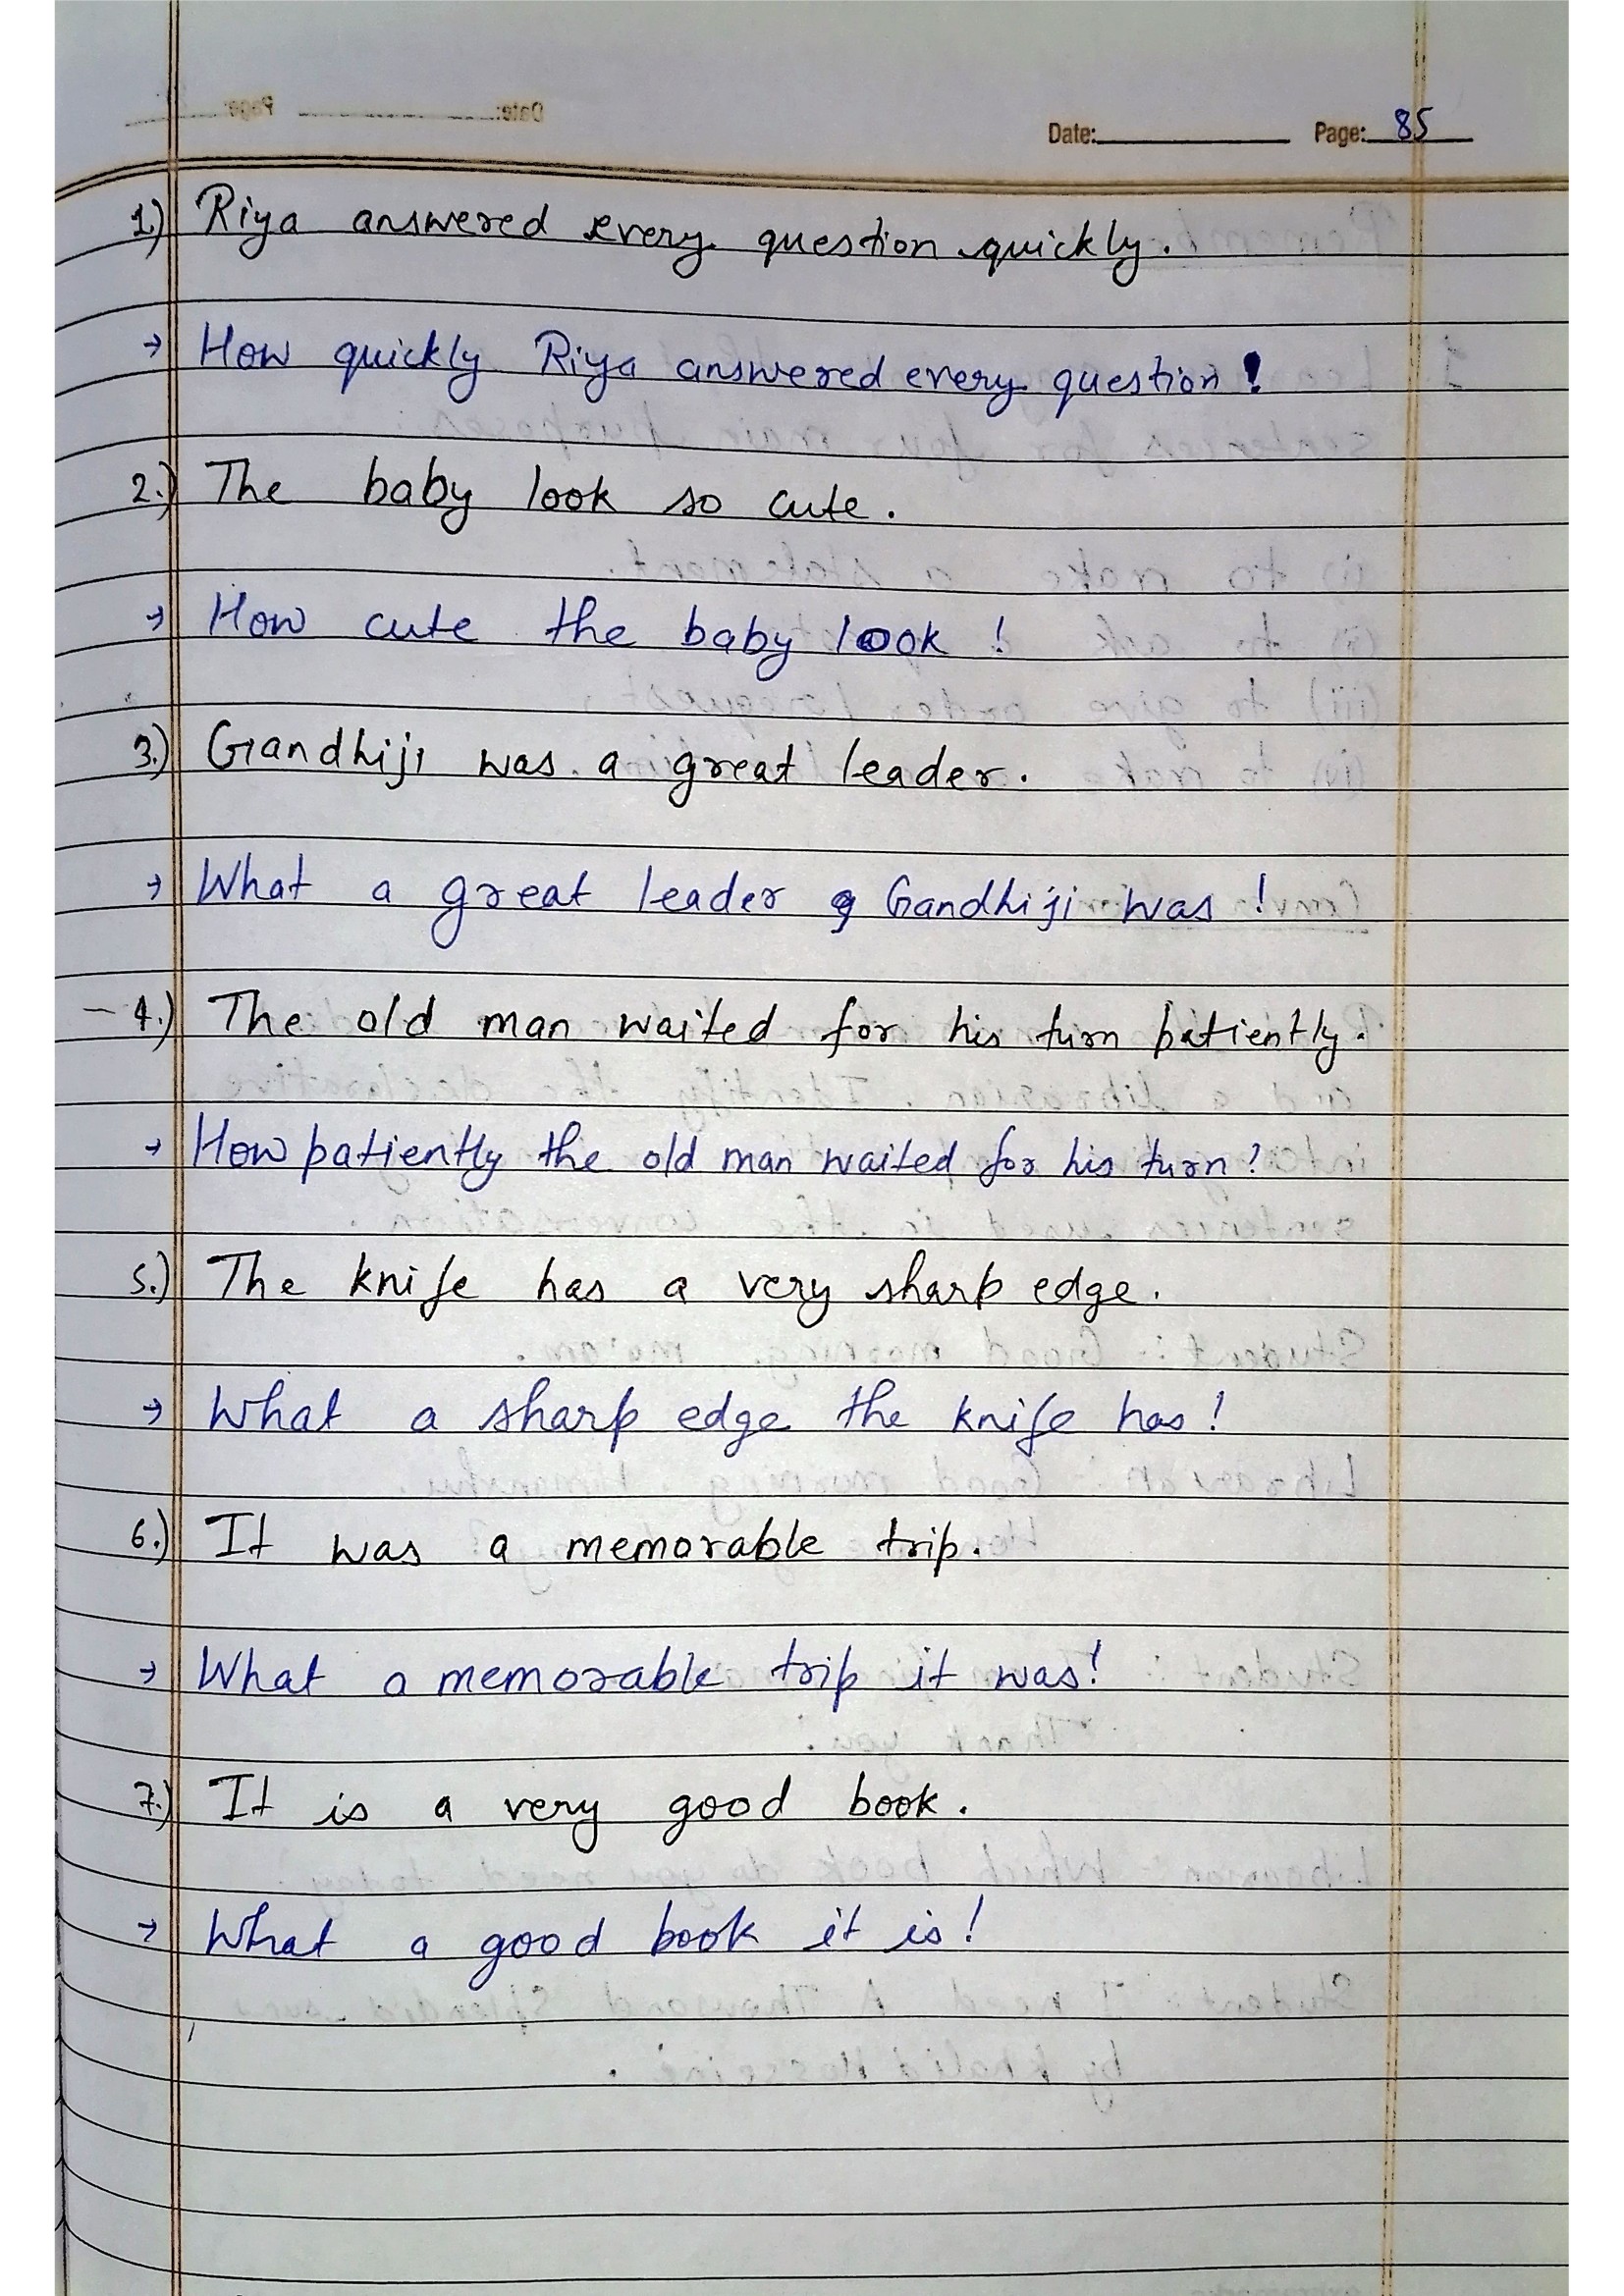 Date: Page: 85
1.) Riya answered every question quickly.
→ How quickly Riya answered every question!
2.) The baby look so cute.
→ How cute the baby look!
3.) Gandhiji was a great leader.
→ What a great leader Gandhiji was!
4.) The old man waited for his turn patiently.
→ How patiently the old man waited for his turn?
5.) The knife has a very sharp edge.
→ What a sharp edge the knife has!
6.) It was a memorable trip.
→ What a memorable trip it was!
7.) It is a very good book.
→ What a good book it is!